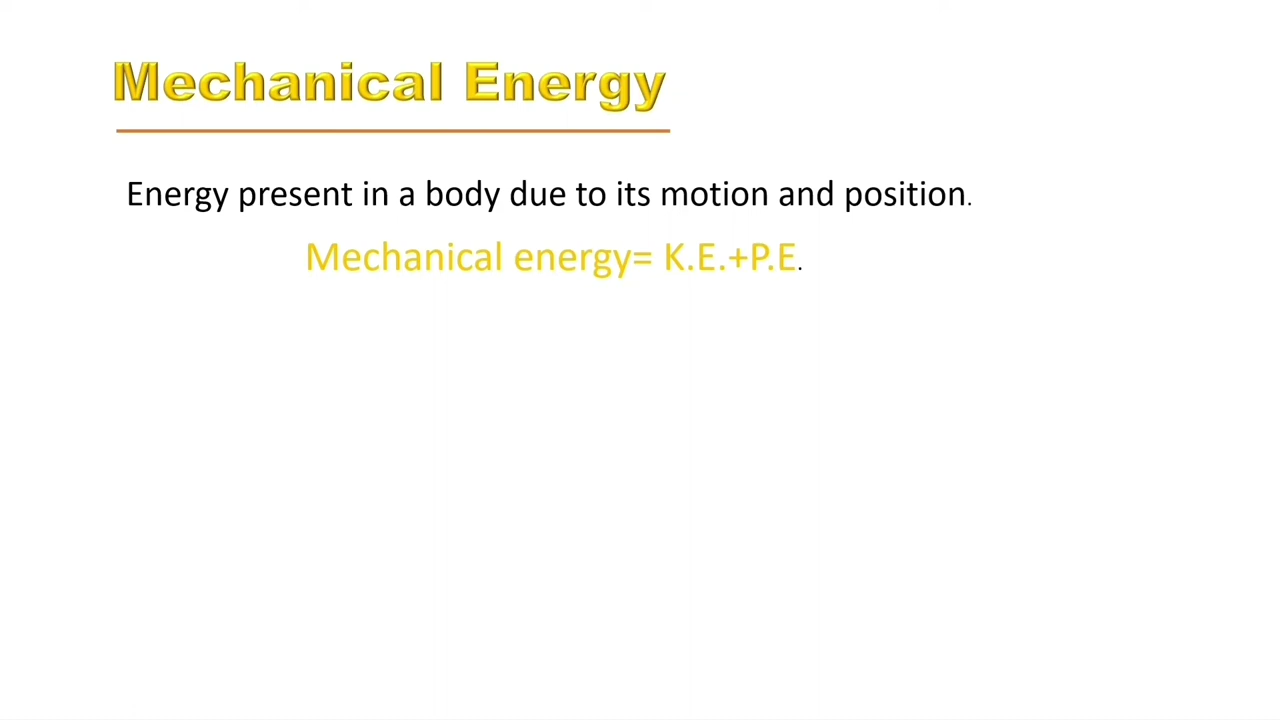 Mechanical Energy
Energy present in a body due to its motion and position.
Mechanical energy= K.E.+P.E.